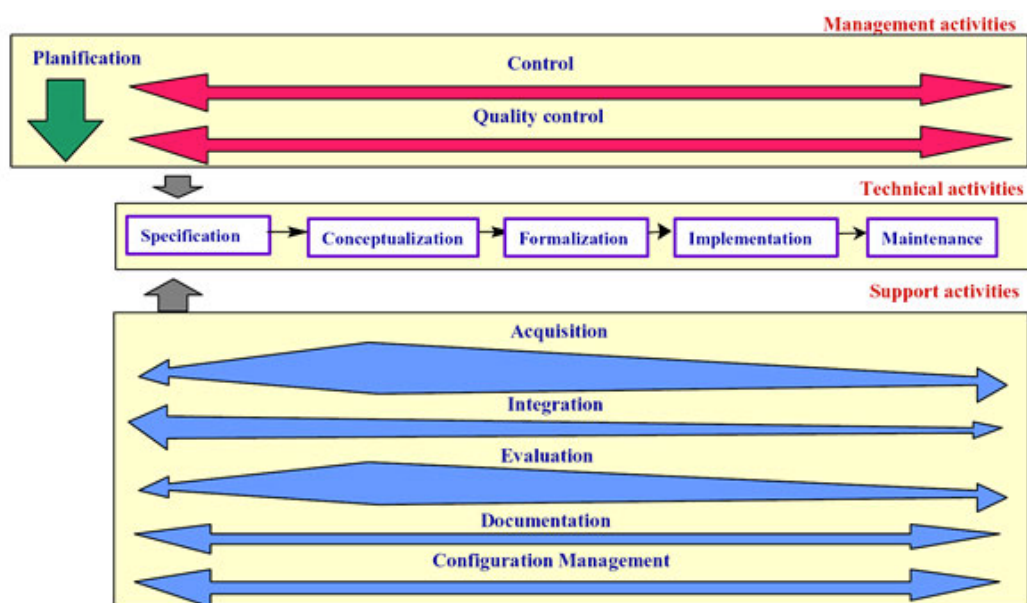 Management activities
Planification
Control
Quality control
Technical activities
Specification
Conceptualization
Formalization
Implementation
Maintenance
Support activities
Acquisition
Integration
Evaluation
Documentation
Configuration Management